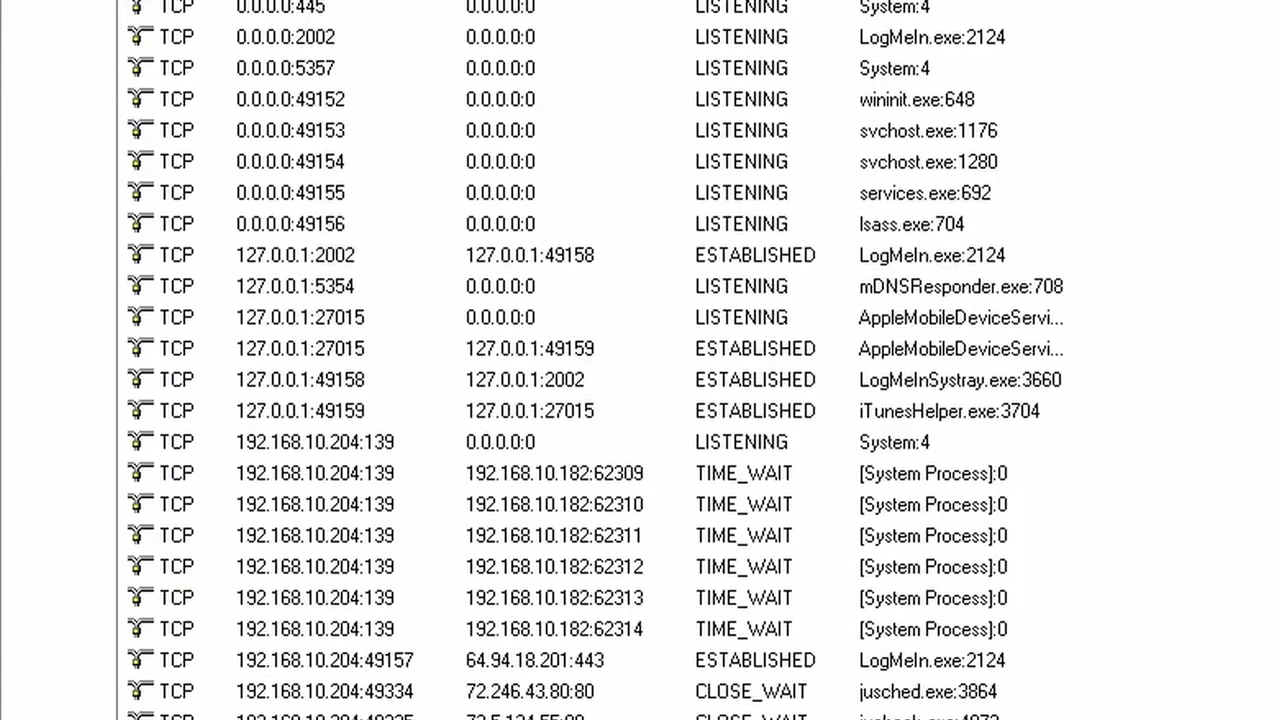 TCP 0.0.0.0:445 0.0.0.0:0 LISTENING System:4
TCP 0.0.0.0:2002 0.0.0.0:0 LISTENING LogMeIn.exe:2124
TCP 0.0.0.0:5357 0.0.0.0:0 LISTENING System:4
TCP 0.0.0.0:49152 0.0.0.0:0 LISTENING wininit.exe:648
TCP 0.0.0.0:49153 0.0.0.0:0 LISTENING svchost.exe:1176
TCP 0.0.0.0:49154 0.0.0.0:0 LISTENING svchost.exe:1280
TCP 0.0.0.0:49155 0.0.0.0:0 LISTENING services.exe:692
TCP 0.0.0.0:49156 0.0.0.0:0 LISTENING lsass.exe:704
TCP 127.0.0.1:2002 127.0.0.1:49158 ESTABLISHED LogMeIn.exe:2124
TCP 127.0.0.1:5354 0.0.0.0:0 LISTENING mDNSResponder.exe:708
TCP 127.0.0.1:27015 0.0.0.0:0 LISTENING AppleMobileDeviceServi...
TCP 127.0.0.1:27015 127.0.0.1:49159 ESTABLISHED AppleMobileDeviceServi...
TCP 127.0.0.1:49158 127.0.0.1:2002 ESTABLISHED LogMeInSystray.exe:3660
TCP 127.0.0.1:49159 127.0.0.1:27015 ESTABLISHED iTunesHelper.exe:3704
TCP 192.168.10.204:139 0.0.0.0:0 LISTENING System:4
TCP 192.168.10.204:139 192.168.10.182:62309 TIME_WAIT [System Process]:0
TCP 192.168.10.204:139 192.168.10.182:62310 TIME_WAIT [System Process]:0
TCP 192.168.10.204:139 192.168.10.182:62311 TIME_WAIT [System Process]:0
TCP 192.168.10.204:139 192.168.10.182:62312 TIME_WAIT [System Process]:0
TCP 192.168.10.204:139 192.168.10.182:62313 TIME_WAIT [System Process]:0
TCP 192.168.10.204:139 192.168.10.182:62314 TIME_WAIT [System Process]:0
TCP 192.168.10.204:49157 64.94.18.201:443 ESTABLISHED LogMeIn.exe:2124
TCP 192.168.10.204:49334 72.246.43.80:80 CLOSE_WAIT jusched.exe:3864
TCP CLOSE_WAIT